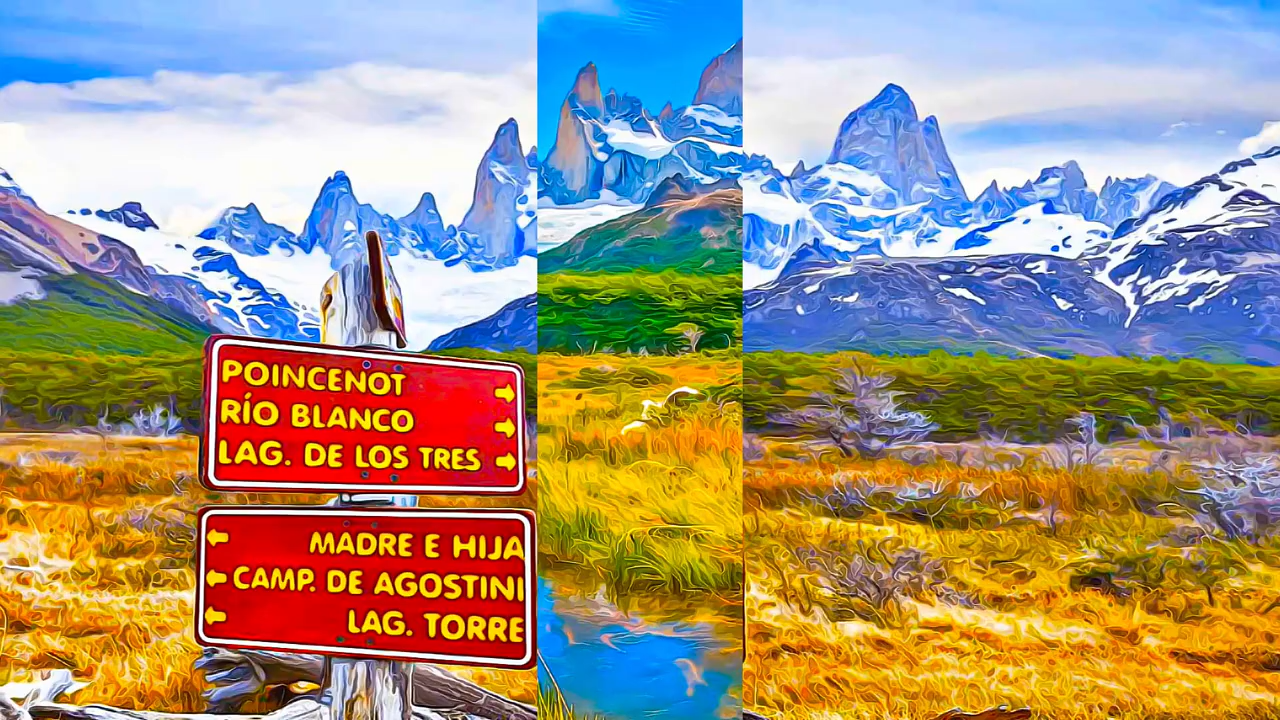 POINCENOT
RÍO BLANCO
LAG. DE LOS TRES
MADRE E HIJA
CAMP. DE AGOSTINI
LAG. TORRE